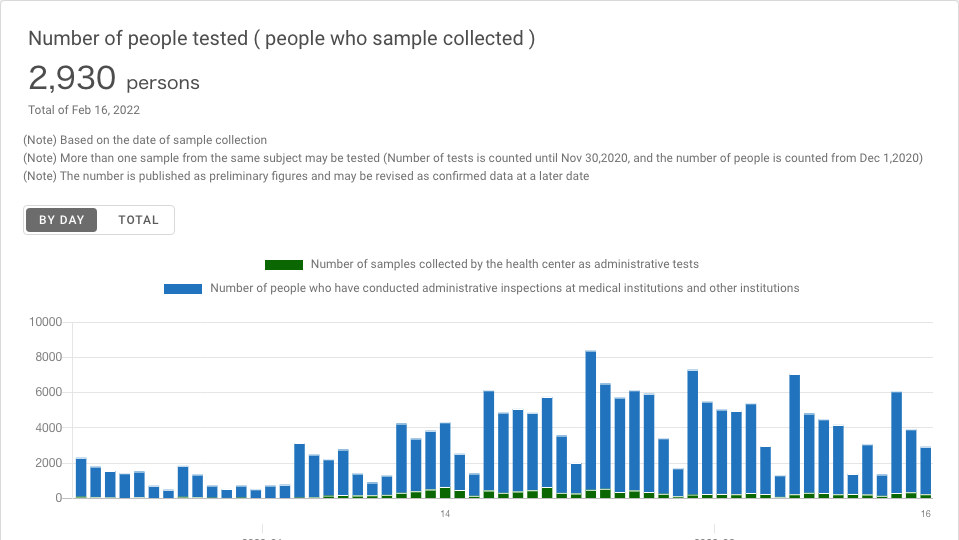 Number of people tested ( people who sample collected )
2,930 persons
Total of Feb 16, 2022
(Note) Based on the date of sample collection
(Note) More than one sample from the same subject may be tested (Number of tests is counted until Nov 30,2020, and the number of people is counted from Dec 1,2020)
(Note) The number is published as preliminary figures and may be revised as confirmed data at a later date
BY DAY TOTAL
Number of samples collected by the health center as administrative tests
Number of people who have conducted administrative inspections at medical institutions and other institutions
10000
8000
6000
4000
2000
0
14 16